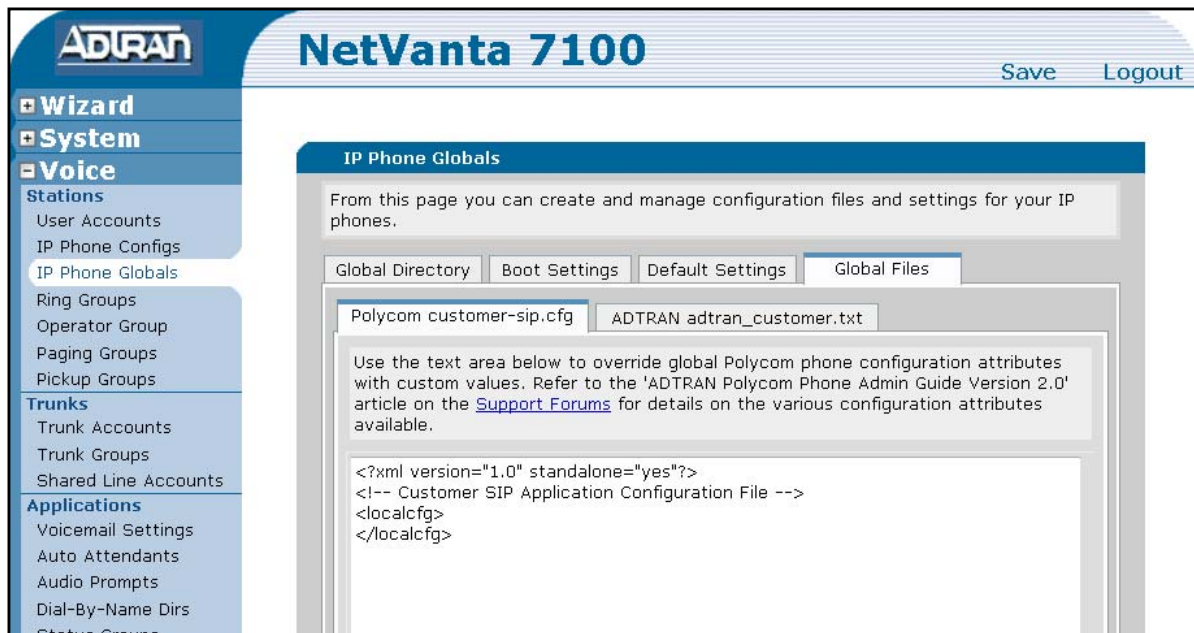 ADTRAN
NetVanta 7100
Save Logout
Wizard
System
Voice
Stations
User Accounts
IP Phone Configs
IP Phone Globals
Ring Groups
Operator Group
Paging Groups
Pickup Groups
Trunks
Trunk Accounts
Trunk Groups
Shared Line Accounts
Applications
Voicemail Settings
Auto Attendants
Audio Prompts
Dial-By-Name Dirs
Status Groups
IP Phone Globals
From this page you can create and manage configuration files and settings for your IP
phones.
Global Directory Boot Settings Default Settings Global Files
Polycom customer-sip.cfg ADTRAN adtran_customer.txt
Use the text area below to override global Polycom phone configuration attributes
with custom values. Refer to the 'ADTRAN Polycom Phone Admin Guide Version 2.0'
article on the Support Forums for details on the various configuration attributes
available.
<?xml version="1.0" standalone="yes"?>
<!-- Customer SIP Application Configuration File -->
<localcfg>
</localcfg>